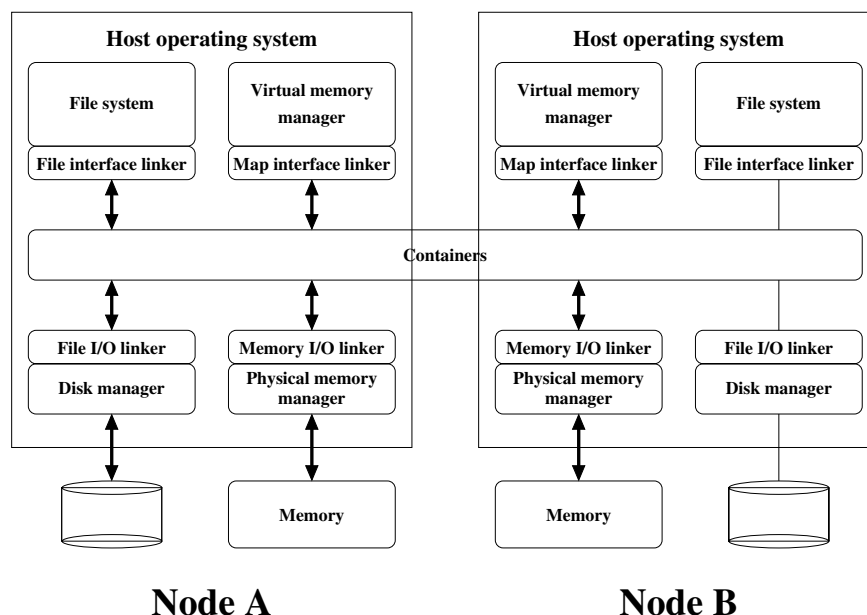 Host operating system
File system
Virtual memory
manager
File interface linker
Map interface linker
Host operating system
Virtual memory
manager
File system
Map interface linker
File interface linker
Containers
File I/O linker
Memory I/O linker
Disk manager
Physical memory
manager
Memory I/O linker
File I/O linker
Physical memory
manager
Disk manager
Memory
Memory
Node A
Node B